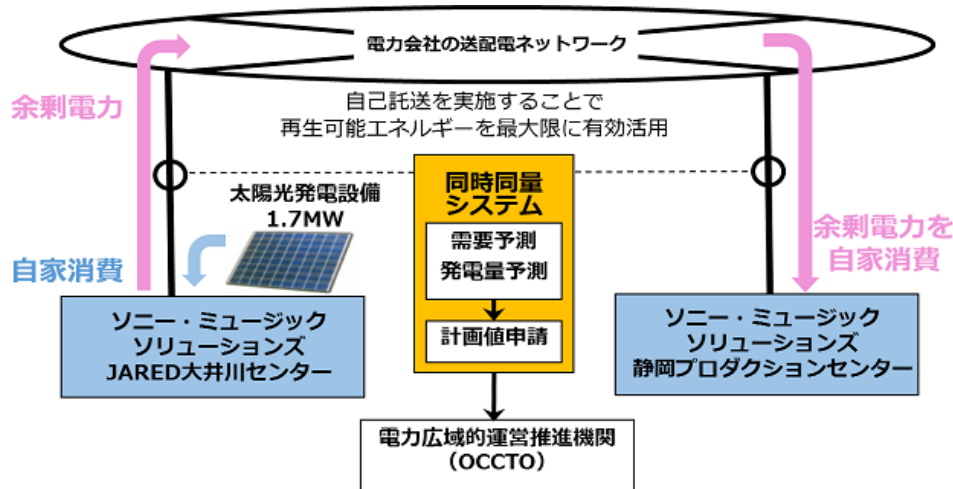 電力会社の送配電ネットワーク
余剰電力
自己託送を実施することで
再生可能エネルギーを最大限に有効活用
太陽光発電設備
1.7MW
同時同量
システム
需要予測
発電量予測
計画値申請
余剰電力を
自家消費
自家消費
ソニー・ミュージック
ソリューションズ
JARED大井川センター
ソニー・ミュージック
ソリューションズ
静岡プロダクションセンター
電力広域的運営推進機関
（OCCTO）